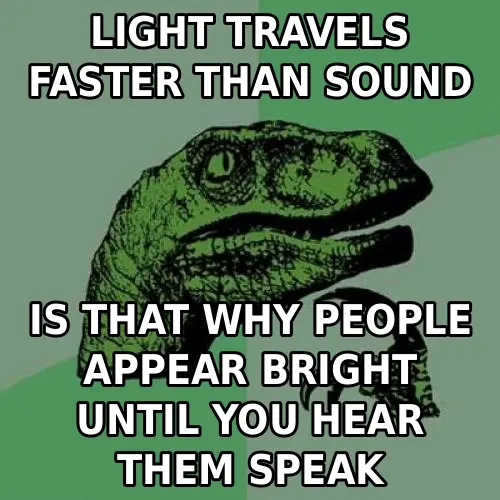 LIGHT TRAVELS
FASTER THAN SOUND
IS THAT WHY PEOPLE
APPEAR BRIGHT
UNTIL YOU HEAR
THEM SPEAK